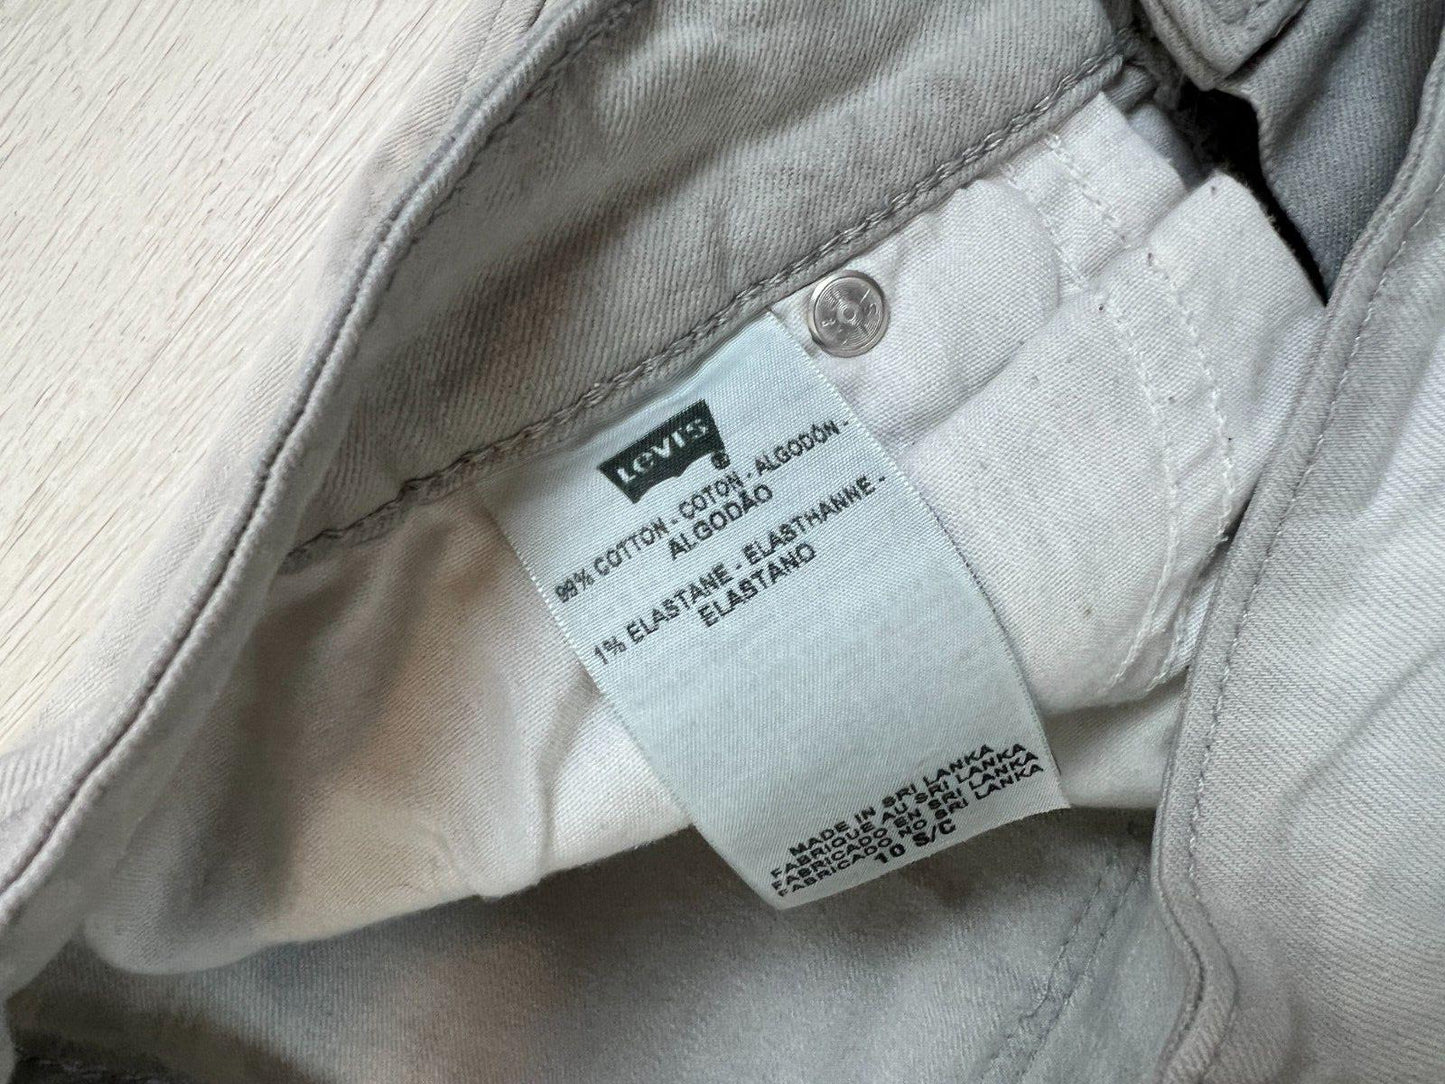 Levi's®
99% COTTON - COTON - ALGODÓN -
ALGODÃO
1% ELASTANE - ELASTHANNE -
ELASTANO
MADE IN SRI LANKA
FABRIQUE AU SRI LANKA
FABRICADO EN SRI LANKA
FABRICADO NO SRI LANKA
10 S/C